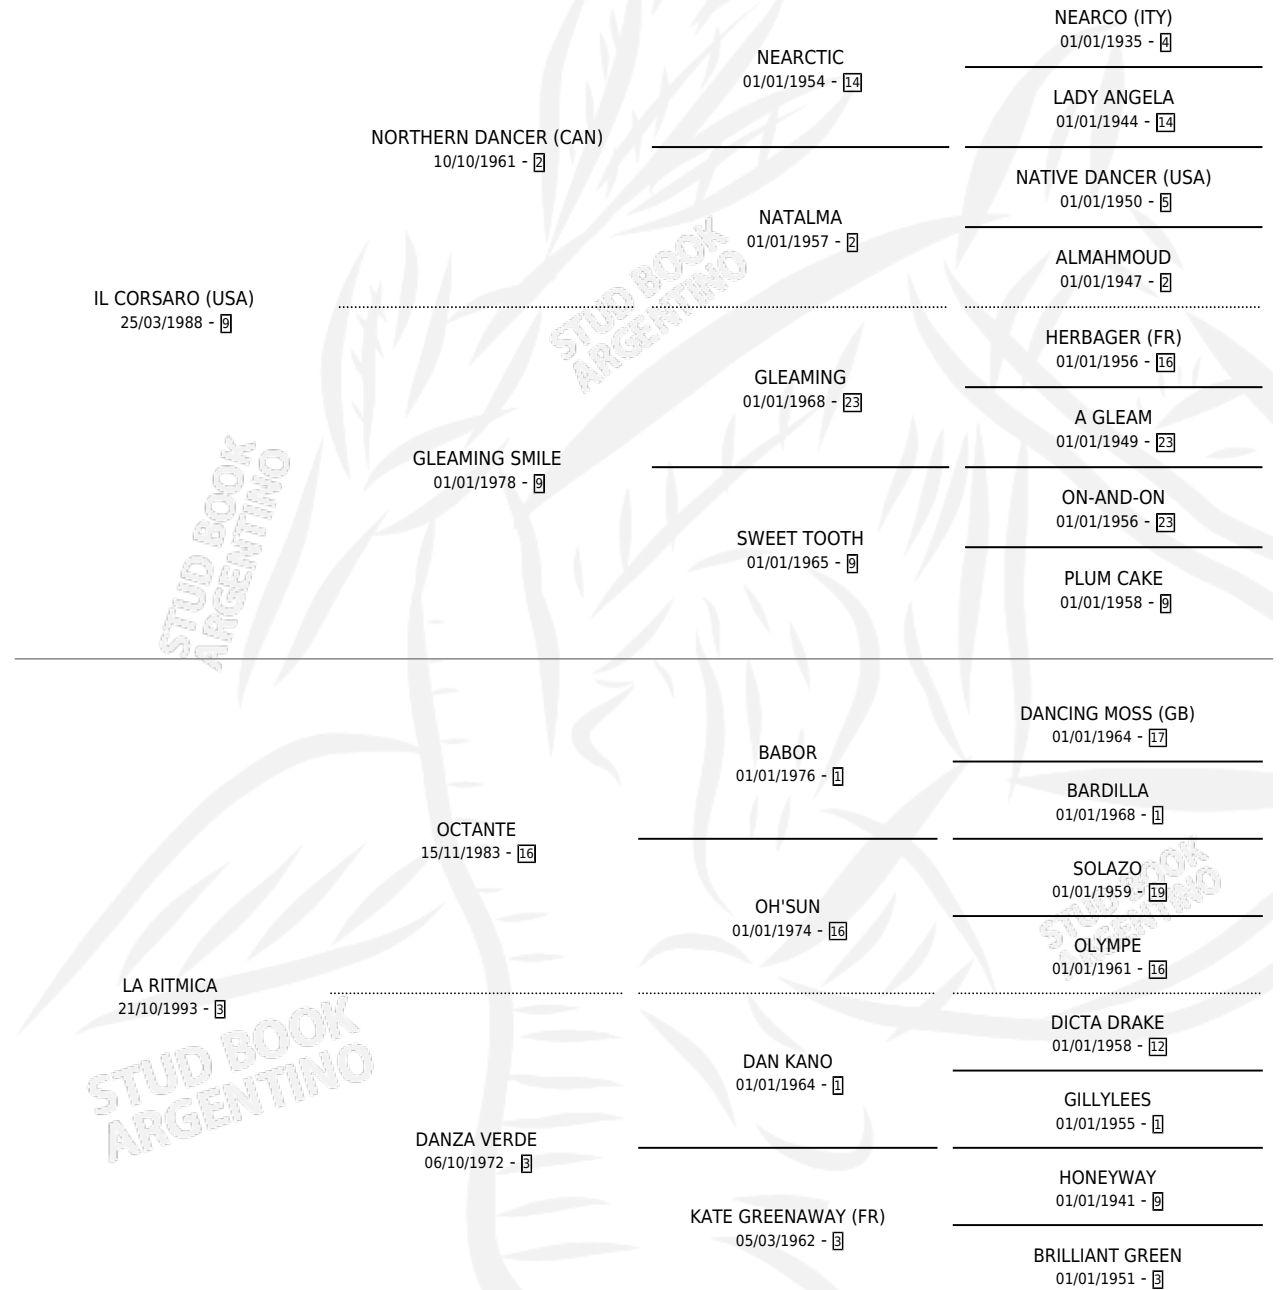 NEARCO (ITY)
01/01/1935 - 4
NEARCTIC
01/01/1954 - 14
LADY ANGELA
01/01/1944 - 14
NORTHERN DANCER (CAN)
10/10/1961 - 2
NATIVE DANCER (USA)
01/01/1950 - 5
NATALMA
01/01/1957 - 2
ALMAHMOUD
01/01/1947 - 2
IL CORSARO (USA)
25/03/1988 - 9
HERBAGER (FR)
01/01/1956 - 16
GLEAMING
01/01/1968 - 23
A GLEAM
01/01/1949 - 23
GLEAMING SMILE
01/01/1978 - 9
ON-AND-ON
01/01/1956 - 23
SWEET TOOTH
01/01/1965 - 9
PLUM CAKE
01/01/1958 - 9
DANCING MOSS (GB)
01/01/1964 - 17
BABOR
01/01/1976 - 1
BARDILLA
01/01/1968 - 1
OCTANTE
15/11/1983 - 16
SOLAZO
01/01/1959 - 19
OH'SUN
01/01/1974 - 16
OLYMPE
01/01/1961 - 16
LA RITMICA
21/10/1993 - 3
DICTA DRAKE
01/01/1958 - 12
DAN KANO
01/01/1964 - 1
GILLYLEES
01/01/1955 - 1
DANZA VERDE
06/10/1972 - 3
HONEYWAY
01/01/1941 - 9
KATE GREENAWAY (FR)
05/03/1962 - 3
BRILLIANT GREEN
01/01/1951 - 3
STUD BOOK
ARGENTINO
STUD BOOK
ARGENTINO
STUD BOOK
ARGENTINO
STUD BOOK
ARGENTINO